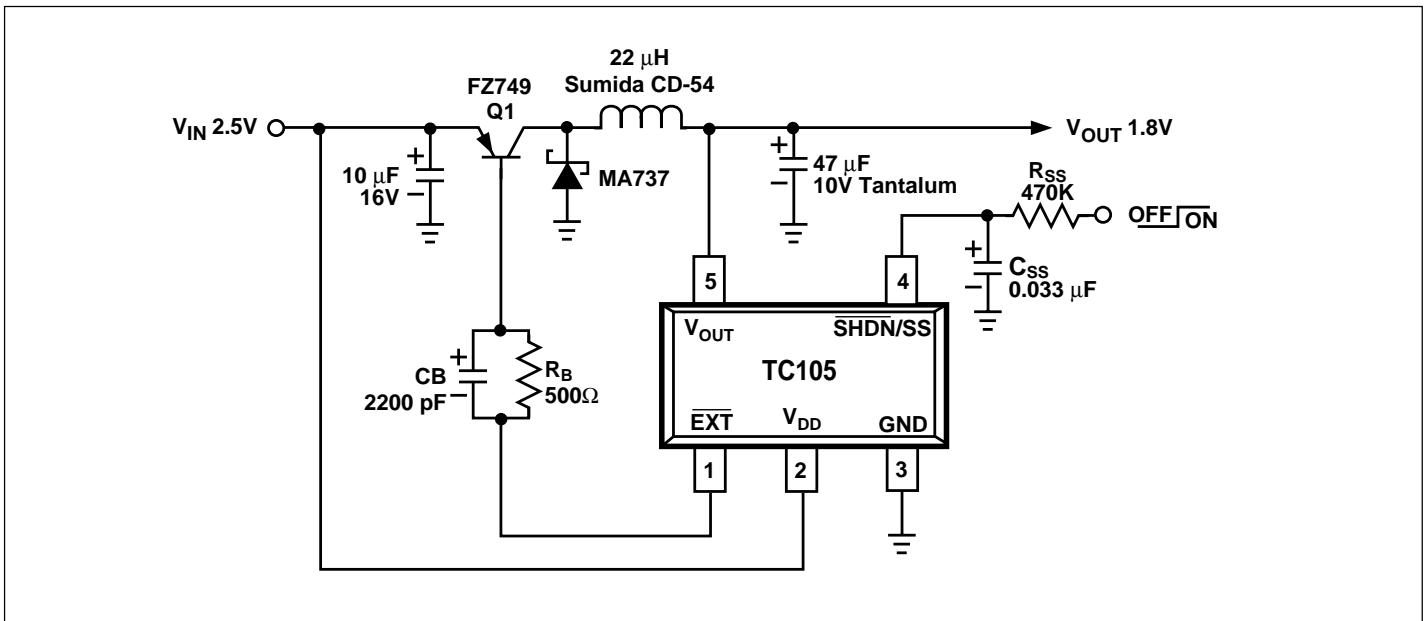 22 μH
Sumida CD-54
FZ749
Q1
V_IN 2.5V
V_OUT 1.8V
+
10 μF
16V
–
MA737
+
47 μF
–
10V Tantalum
R_SS
470K
OFF ON
+
C_SS
–
0.033 μF
5
4
V_OUT
SHDN/SS
TC105
CB
+
2200 pF
–
R_B
500Ω
EXT
V_DD
GND
1
2
3